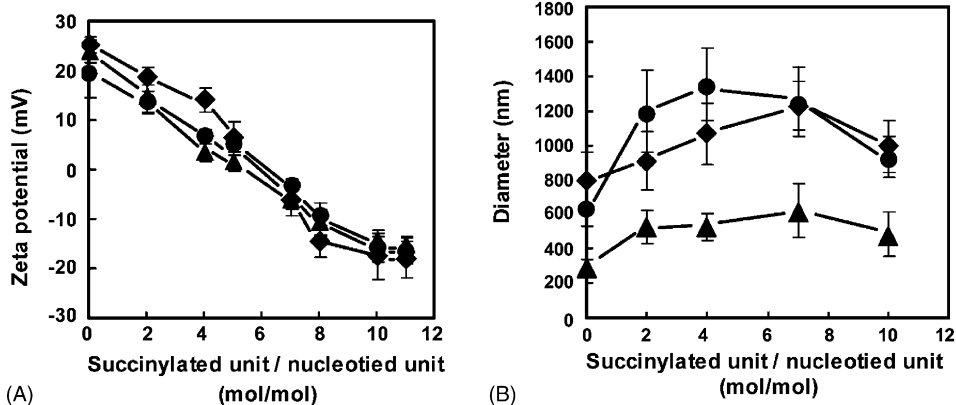 30
20
10
0
-10
-20
-30
Zeta potential (mV)
0 2 4 6 8 10 12
Succinylated unit / nucleotied unit
(mol/mol)
(A)
1800
1600
1400
1200
1000
800
600
400
200
0
Diameter (nm)
0 2 4 6 8 10 12
Succinylated unit / nucleotied unit
(mol/mol)
(B)